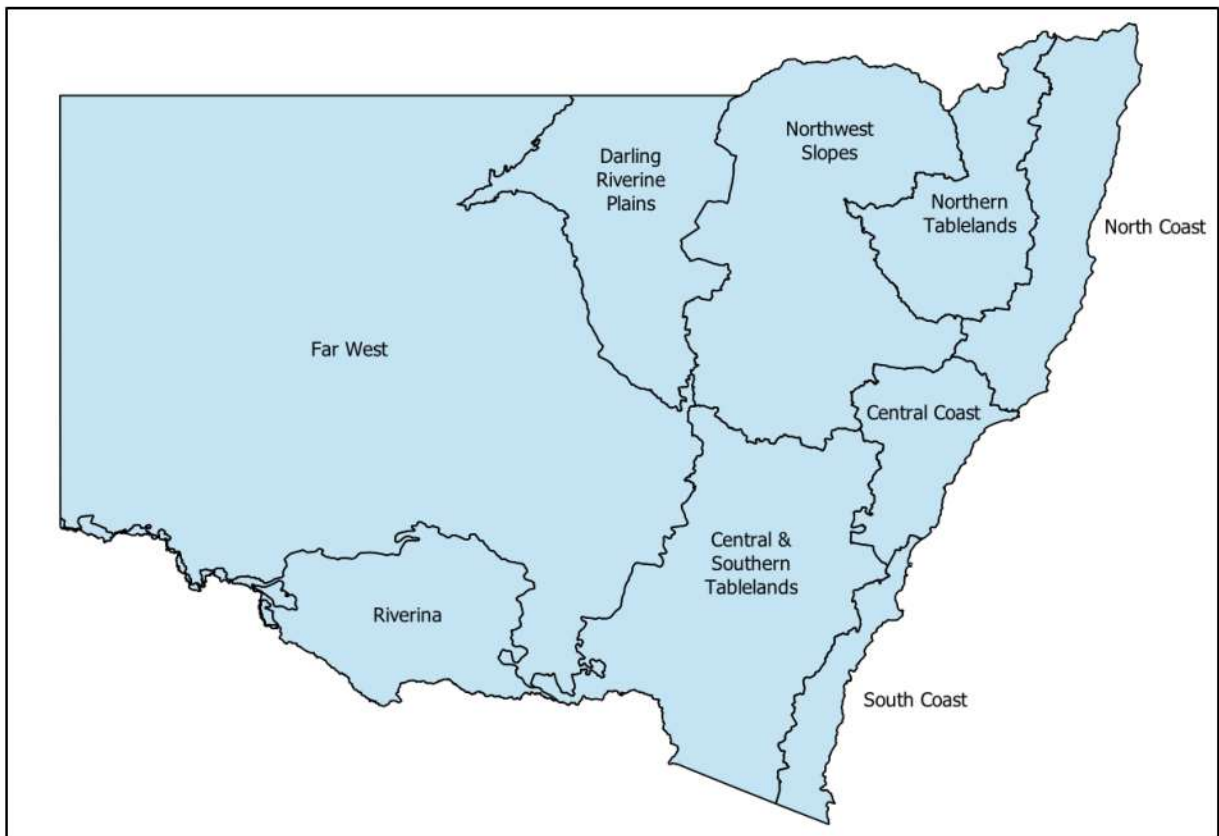 Northwest
Slopes
Darling
Riverine
Plains
Northern
Tablelands
North Coast
Far West
Central Coast
Central &
Southern
Tablelands
Riverina
South Coast